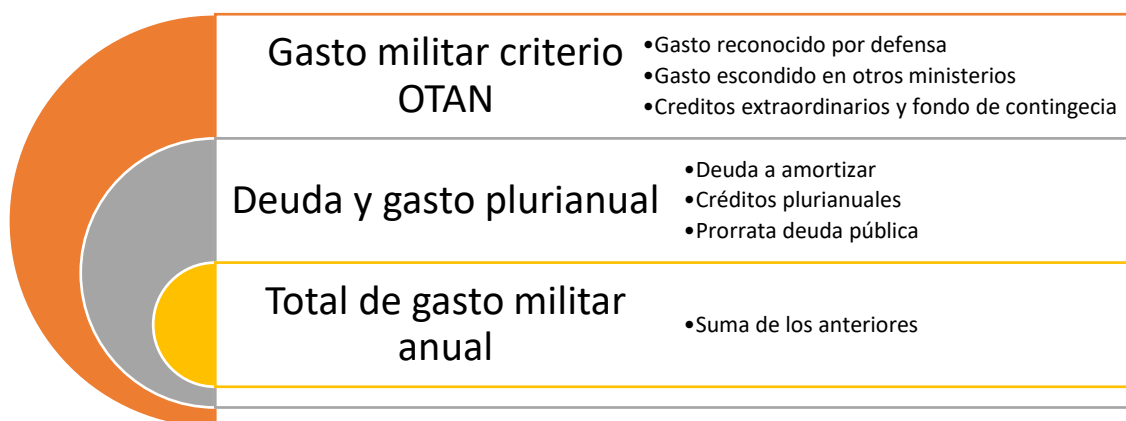 Gasto militar criterio
OTAN
•Gasto reconocido por defensa
•Gasto escondido en otros ministerios
•Creditos extraordinarios y fondo de contingecia
Deuda y gasto plurianual
•Deuda a amortizar
•Créditos plurianuales
•Prorrata deuda pública
Total de gasto militar
anual
•Suma de los anteriores